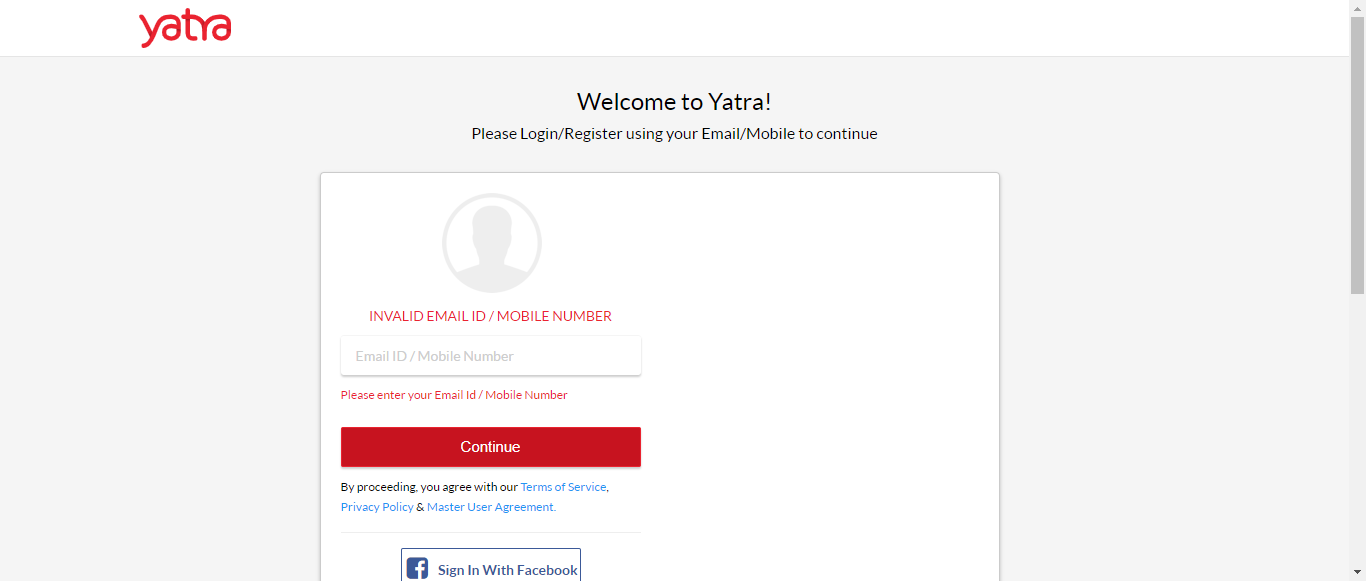 yatra
Welcome to Yatra!
Please Login/Register using your Email/Mobile to continue
INVALID EMAIL ID / MOBILE NUMBER
Email ID / Mobile Number
Please enter your Email Id / Mobile Number
Continue
By proceeding, you agree with our Terms of Service,
Privacy Policy & Master User Agreement.
Sign In With Facebook